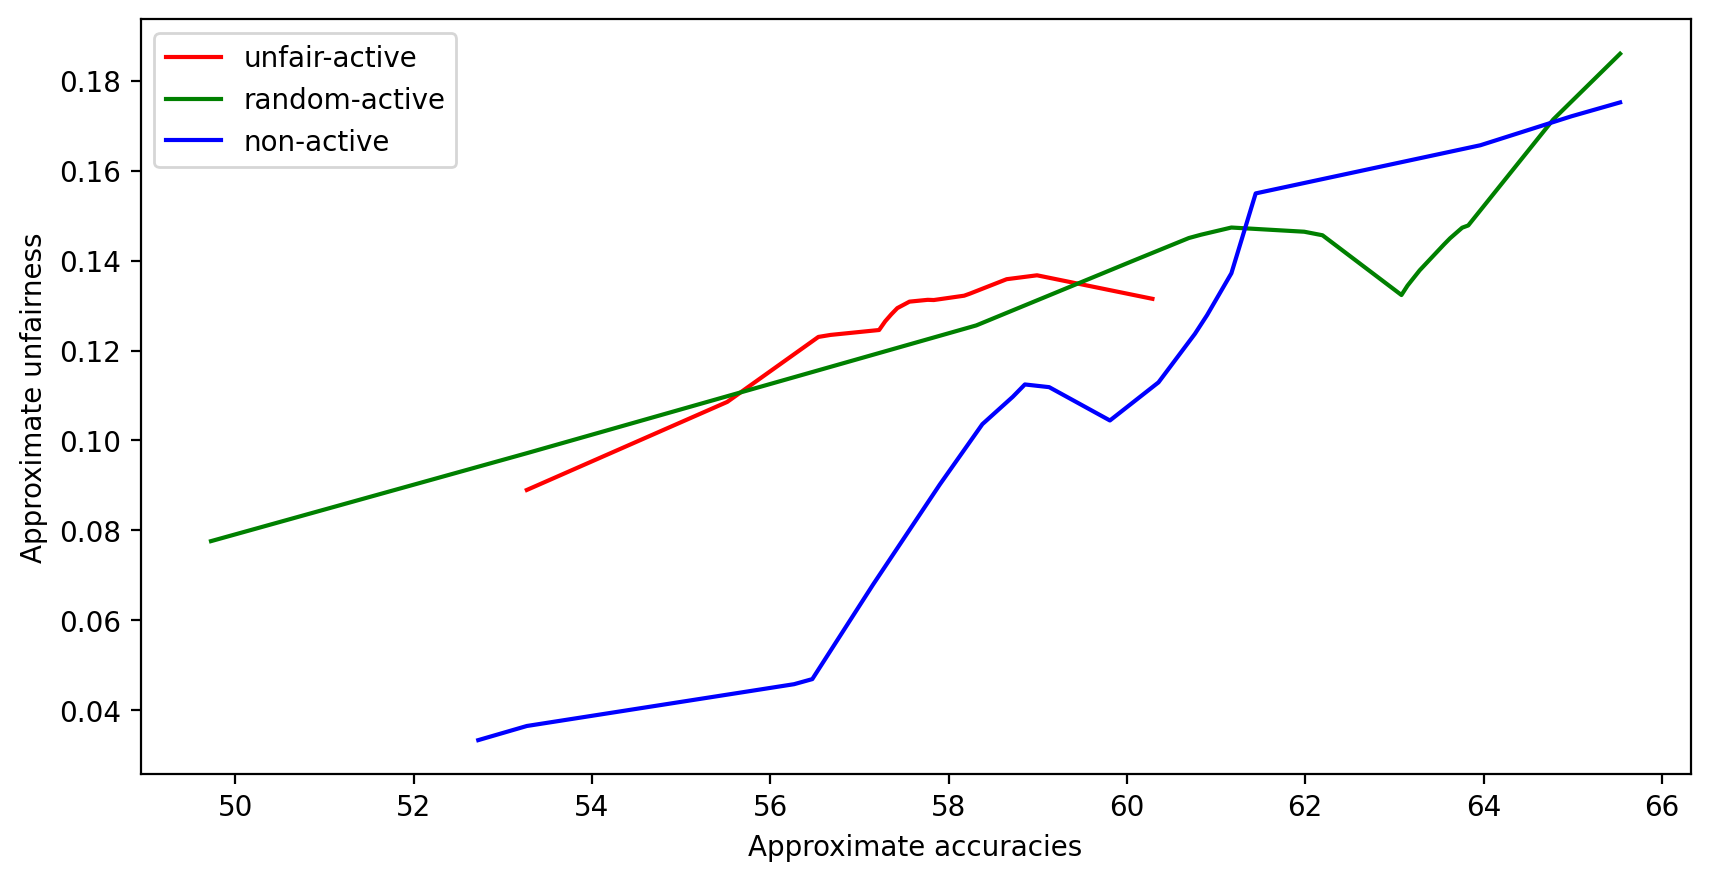 unfair-active
random-active
non-active
0.18
0.16
0.14
0.12
0.10
0.08
0.06
0.04
Approximate unfairness
50 52 54 56 58 60 62 64 66
Approximate accuracies